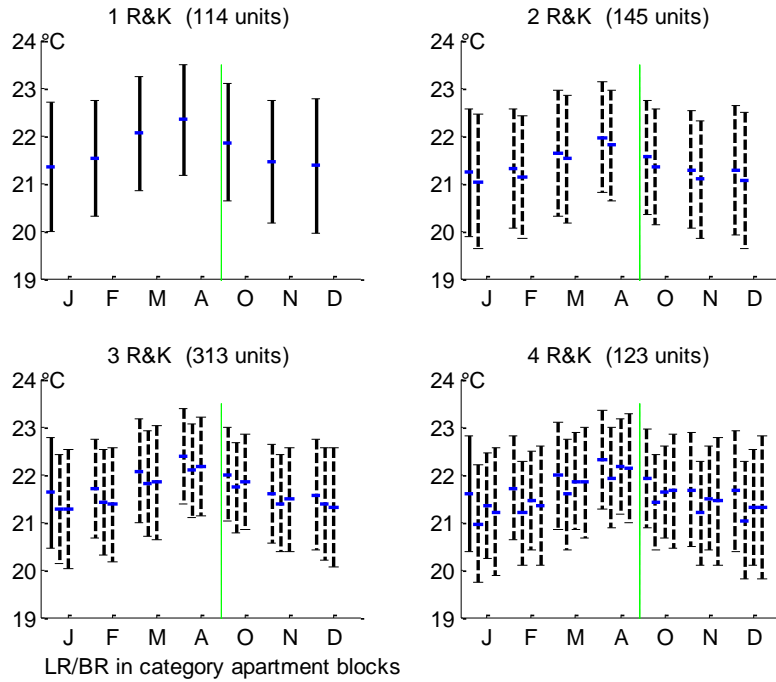 1 R&K (114 units)
24 ºC
23
22
21
20
19
J F M A O N D
2 R&K (145 units)
24 ºC
23
22
21
20
19
J F M A O N D
3 R&K (313 units)
24 ºC
23
22
21
20
19
J F M A O N D
4 R&K (123 units)
24 ºC
23
22
21
20
19
J F M A O N D
LR/BR in category apartment blocks